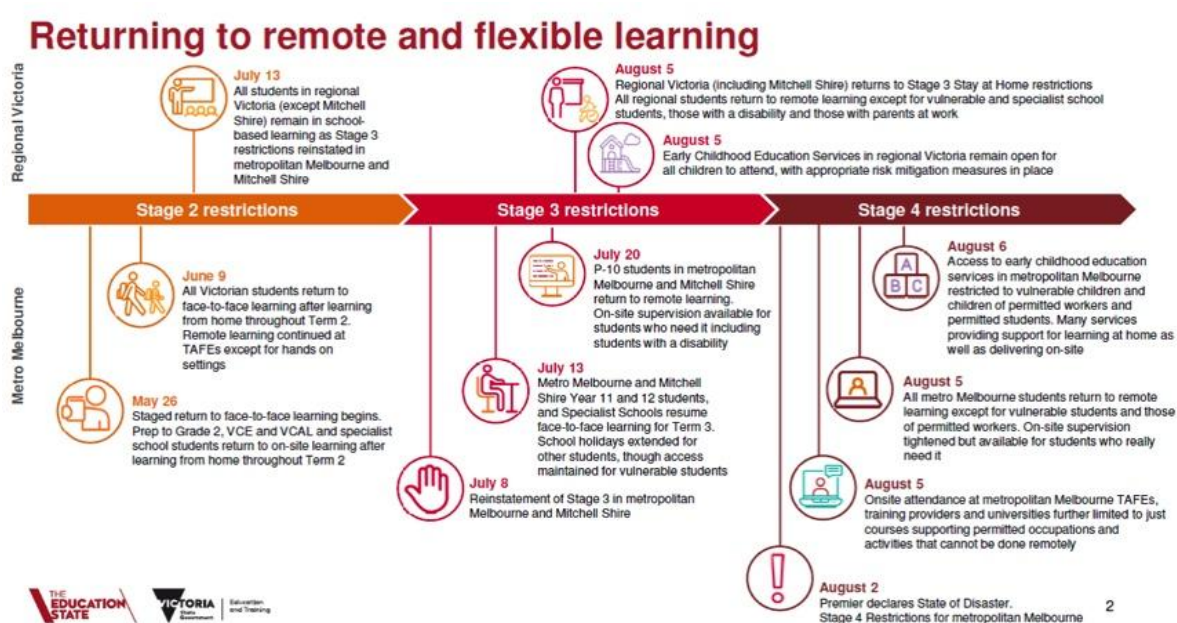 Returning to remote and flexible learning
Regional Victoria
July 13
All students in regional
Victoria (except Mitchell
Shire) remain in school-
based learning as Stage 3
restrictions reinstated in
metropolitan Melbourne and
Mitchell Shire
August 5
Regional Victoria (including Mitchell Shire) returns to Stage 3 Stay at Home restrictions
All regional students return to remote learning except for vulnerable and specialist school
students, those with a disability and those with parents at work
August 5
Early Childhood Education Services in regional Victoria remain open for
all children to attend, with appropriate risk mitigation measures in place
Stage 2 restrictions
Stage 3 restrictions
Stage 4 restrictions
Metro Melbourne
June 9
All Victorian students return to
face-to-face learning after learning
from home throughout Term 2.
Remote learning continued at
TAFEs except for hands on
settings
May 26
Staged return to face-to-face learning begins.
Prep to Grade 2, VCE and VCAL and specialist
school students return to on-site learning after
learning from home throughout Term 2
July 20
P-10 students in metropolitan
Melbourne and Mitchell Shire
return to remote learning.
On-site supervision available for
students who need it including
students with a disability
July 13
Metro Melbourne and Mitchell
Shire Year 11 and 12 students,
and Specialist Schools resume
face-to-face learning for Term 3.
School holidays extended for
other students, though access
maintained for vulnerable students
July 8
Reinstatement of Stage 3 in metropolitan
Melbourne and Mitchell Shire
A
B C
August 6
Access to early childhood education
services in metropolitan Melbourne
restricted to vulnerable children and
children of permitted workers and
permitted students. Many services
providing support for learning at home as
well as delivering on-site
August 5
All metro Melbourne students return to remote
learning except for vulnerable students and those
of permitted workers. On-site supervision
tightened but available for students who really
need it
August 5
Onsite attendance at metropolitan Melbourne TAFEs,
training providers and universities further limited to just
courses supporting permitted occupations and
activities that cannot be done remotely
!
August 2
Premier declares State of Disaster.
Stage 4 Restrictions for metropolitan Melbourne
THE
EDUCATION
STATE
VICTORIA
State
Government
Education
and Training
2